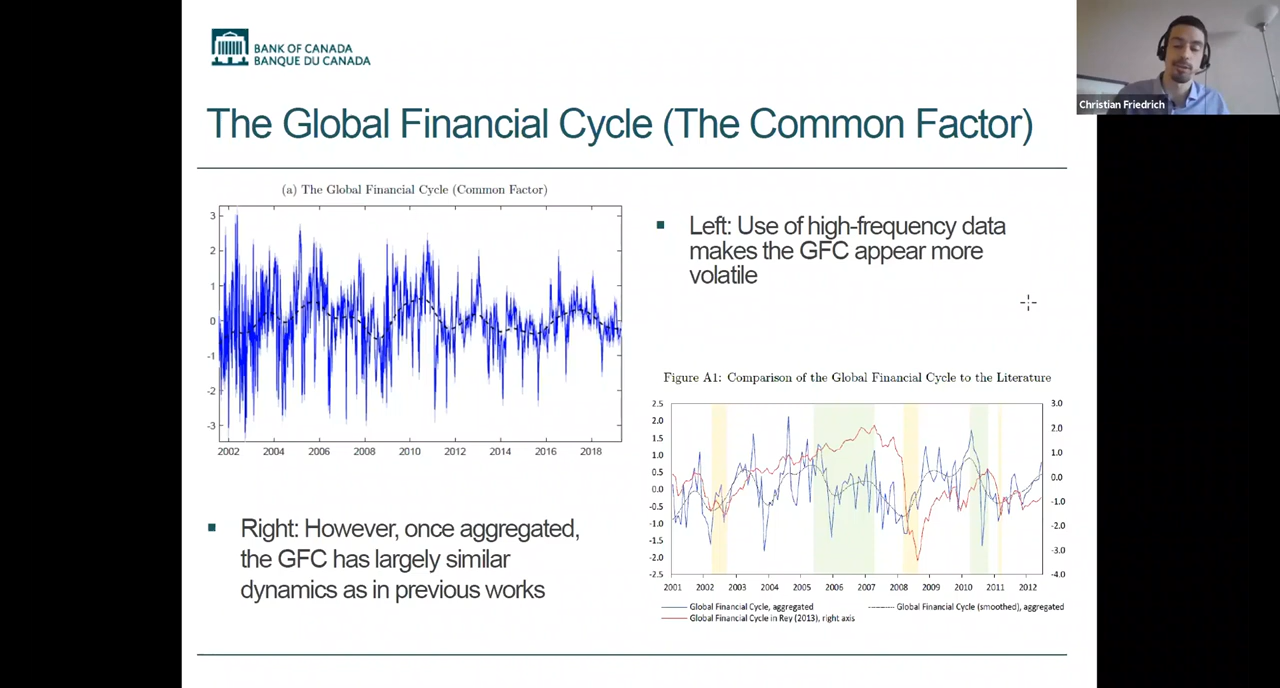 BANK OF CANADA
BANQUE DU CANADA
Christian Friedrich
The Global Financial Cycle (The Common Factor)
(a) The Global Financial Cycle (Common Factor)
3
2
1
0
-1
-2
-3
2002 2004 2006 2008 2010 2012 2014 2016 2018
Left: Use of high-frequency data
makes the GFC appear more
volatile
Right: However, once aggregated,
the GFC has largely similar
dynamics as in previous works
Figure A1: Comparison of the Global Financial Cycle to the Literature
2.5 3.0
2.0 2.0
1.5
1.0 1.0
0.5 0.0
0.0
-0.5 -1.0
-1.0 -2.0
-1.5
-2.0 -3.0
-2.5 -4.0
2001 2002 2003 2004 2005 2006 2007 2008 2009 2010 2011 2012
Global Financial Cycle, aggregated Global Financial Cycle (smoothed), aggregated
Global Financial Cycle in Rey (2013), right axis